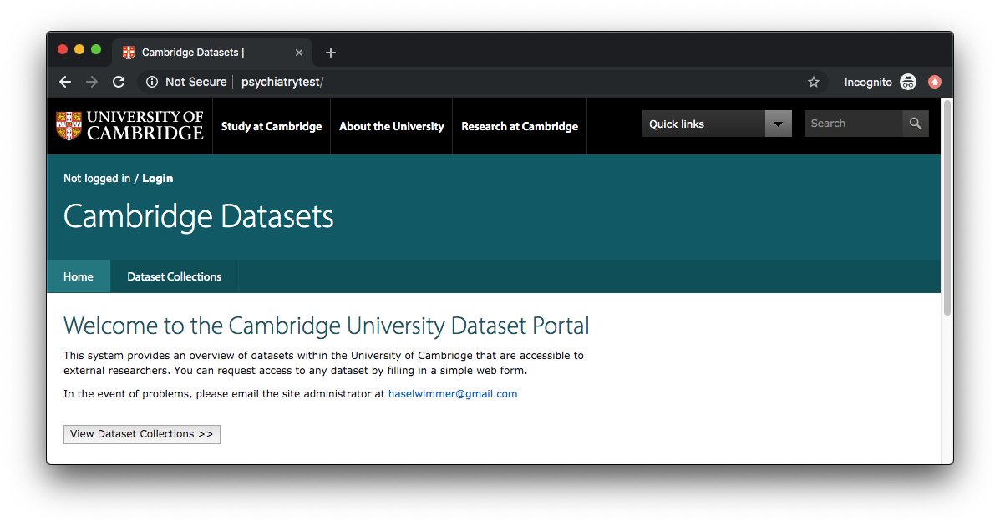 Cambridge Datasets |
Not Secure | psychiatrytest/
Incognito
UNIVERSITY OF
CAMBRIDGE
Study at Cambridge
About the University
Research at Cambridge
Quick links
Search
Not logged in / Login
Cambridge Datasets
Home
Dataset Collections
Welcome to the Cambridge University Dataset Portal
This system provides an overview of datasets within the University of Cambridge that are accessible to
external researchers. You can request access to any dataset by filling in a simple web form.
In the event of problems, please email the site administrator at haselwimmer@gmail.com
View Dataset Collections >>